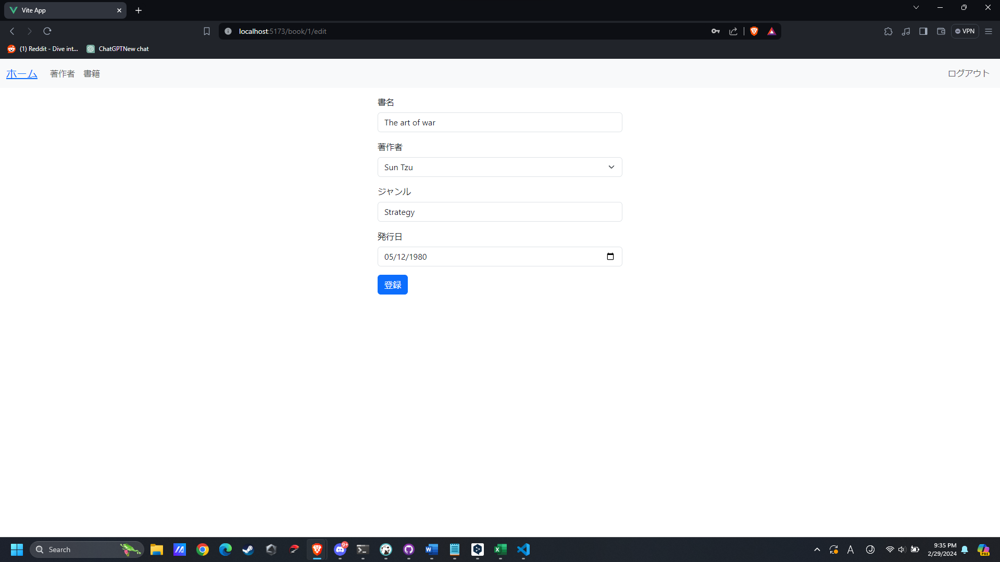 Vite App
localhost:5173/book/1/edit
VPN
(1) Reddit - Dive int...
ChatGPTNew chat
ホーム 著作者 書籍 ログアウト
書名
The art of war
著作者
Sun Tzu
ジャンル
Strategy
発行日
05/12/1980
登録
Search
9+
A
9:35 PM
2/29/2024
PRE